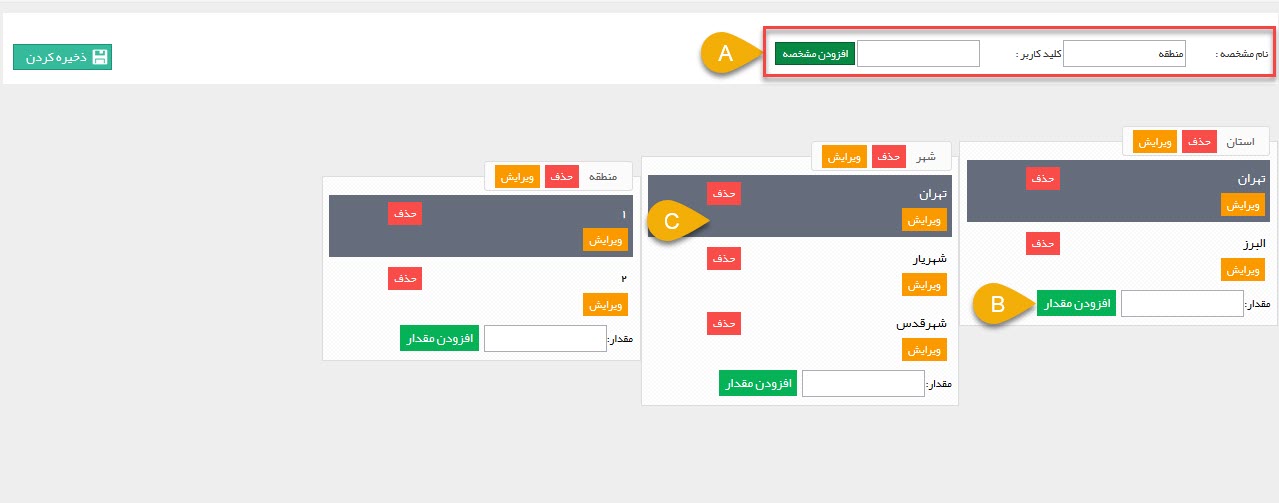 نام مشخصه : منطقه کلید کاربر : افزودن مشخصه
A
ذخیره کردن
استان حذف ویرایش
تهران حذف
ویرایش
البرز حذف
ویرایش
مقدار: افزودن مقدار
B
شهر حذف ویرایش
تهران حذف
ویرایش
C
شهریار حذف
ویرایش
شهرقدس حذف
ویرایش
مقدار: افزودن مقدار
منطقه حذف ویرایش
۱ حذف
ویرایش
۲ حذف
ویرایش
مقدار: افزودن مقدار